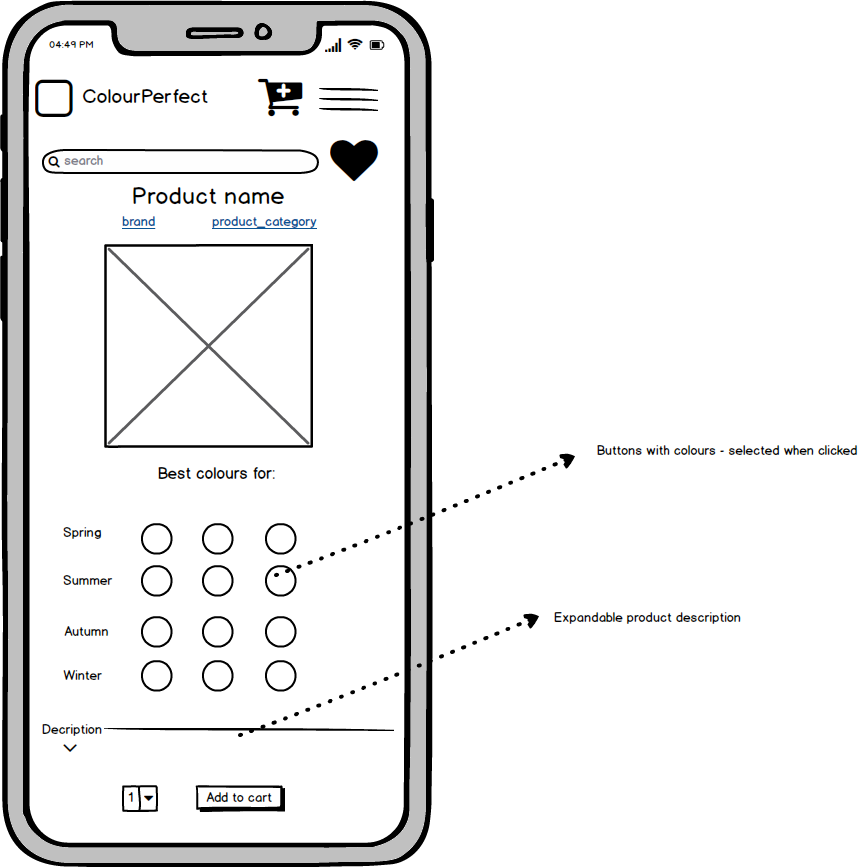 04:49 PM
ColourPerfect
search
Product name
brand product_category
Best colours for:
Buttons with colours - selected when clicked
Spring
Summer
Autumn
Winter
Expandable product description
Decription
1 Add to cart